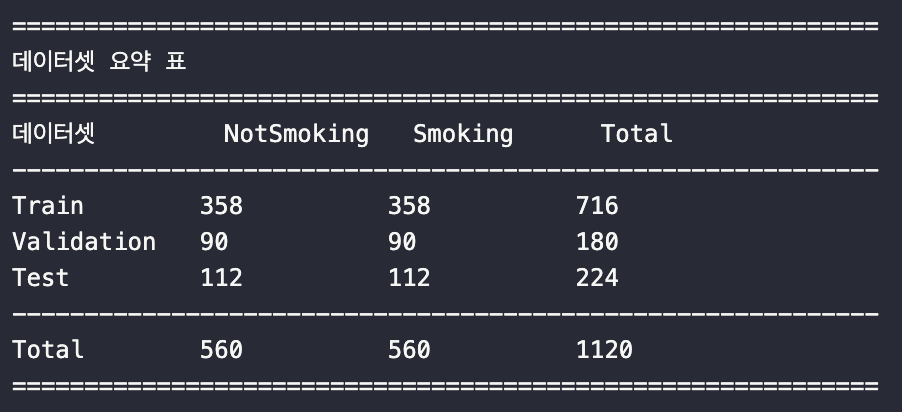 ============================================================
데이터셋 요약 표
============================================================
데이터셋 NotSmoking Smoking Total
------------------------------------------------------------
Train 358 358 716
Validation 90 90 180
Test 112 112 224
------------------------------------------------------------
Total 560 560 1120
============================================================